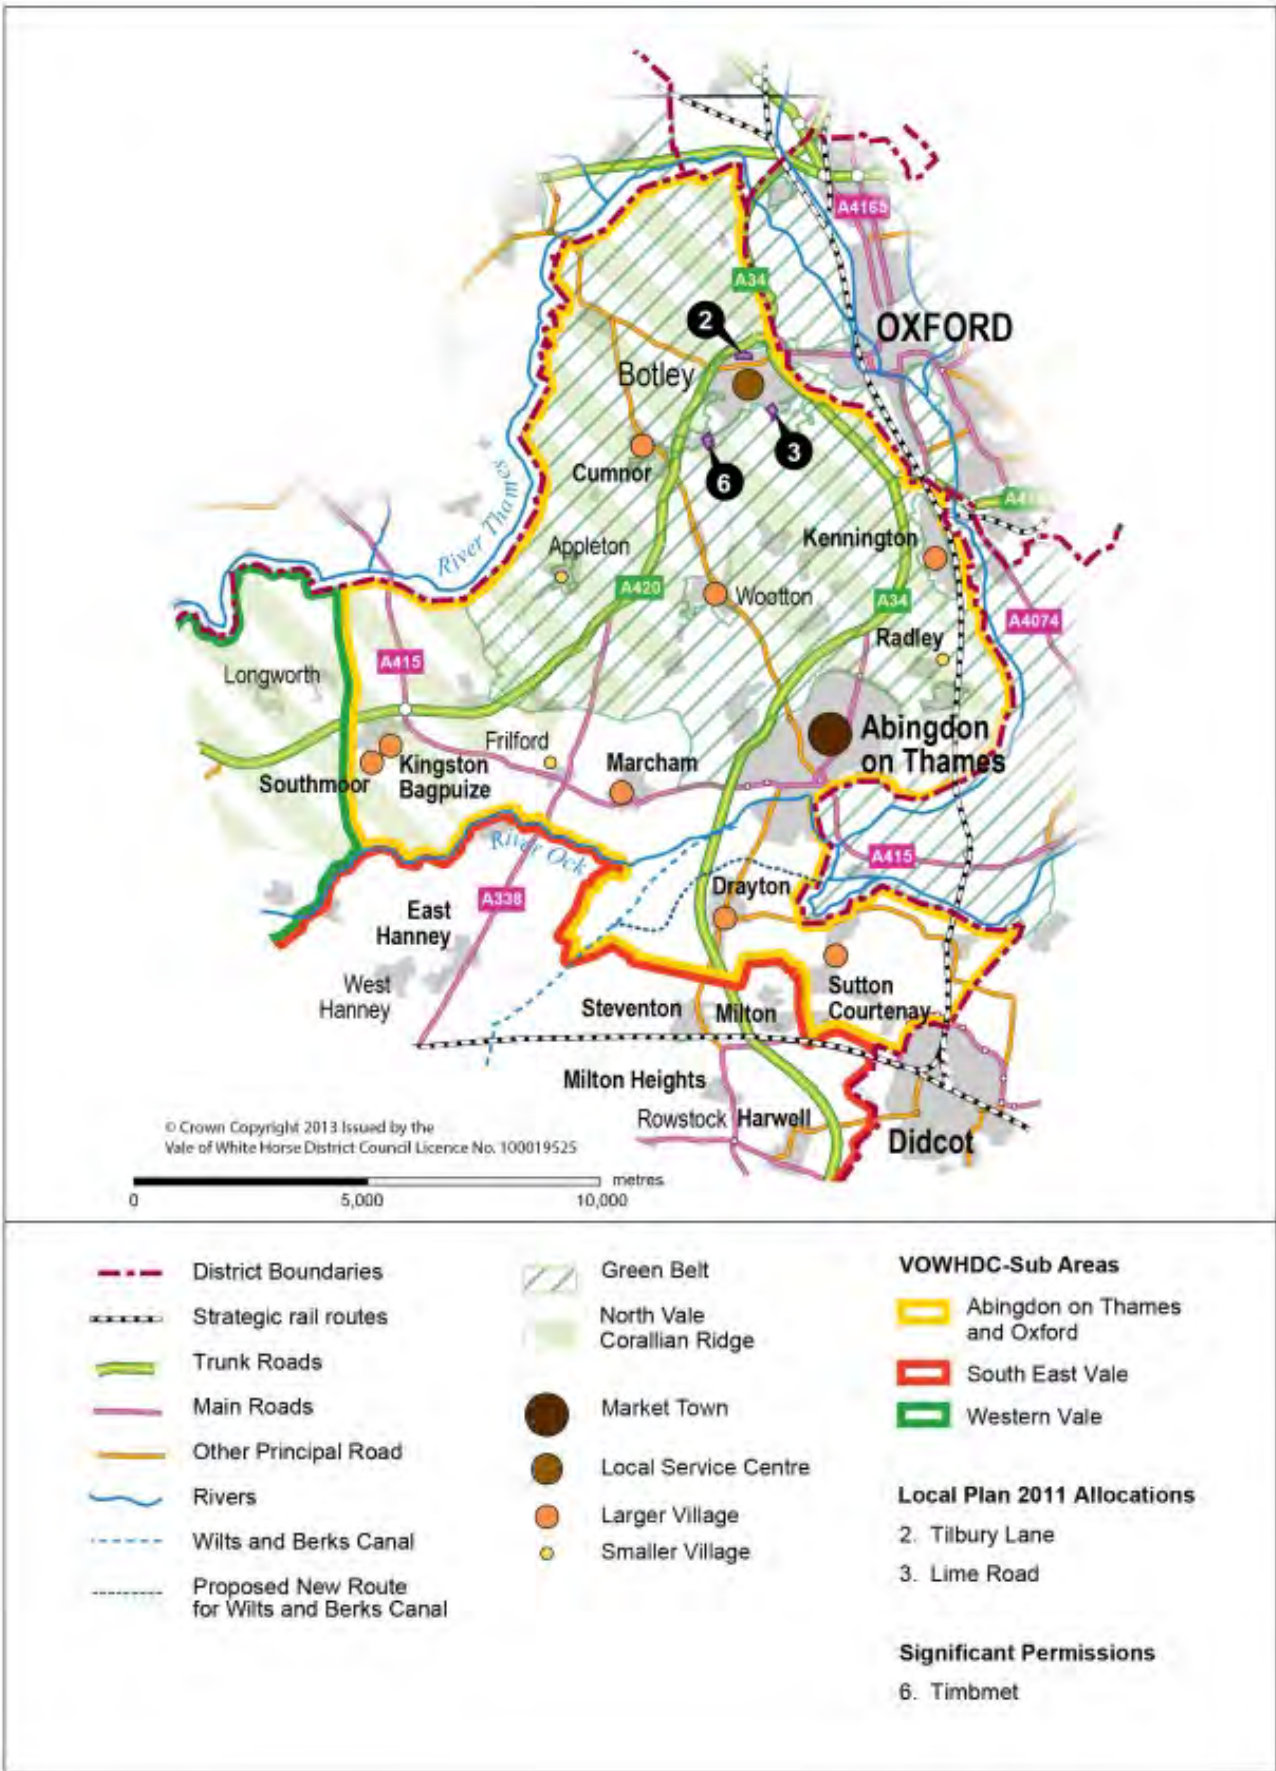 A4165
A34
OXFORD
2
Botley
3
6
Cumnor
River Thames
Kennington
Appleton
A420
Wootton
A34
A4074
Radley
A415
Longworth
Abingdon
on Thames
Frilford
Marcham
Kingston
Bagpuize
Southmoor
River Ock
A415
Drayton
A338
East
Hanney
West
Hanney
Sutton
Courtenay
Steventon
Milton
Milton Heights
Rowstock
Harwell
Didcot
© Crown Copyright 2013 Issued by the
Vale of White Horse District Council Licence No. 100019525
metres
0
5,000
10,000
District Boundaries
Strategic rail routes
Trunk Roads
Main Roads
Other Principal Road
Rivers
Wilts and Berks Canal
Proposed New Route
for Wilts and Berks Canal
Green Belt
North Vale
Corallian Ridge
Market Town
Local Service Centre
Larger Village
Smaller Village
VOWHDC-Sub Areas
Abingdon on Thames
and Oxford
South East Vale
Western Vale
Local Plan 2011 Allocations
2. Tilbury Lane
3. Lime Road
Significant Permissions
6. Timbmet